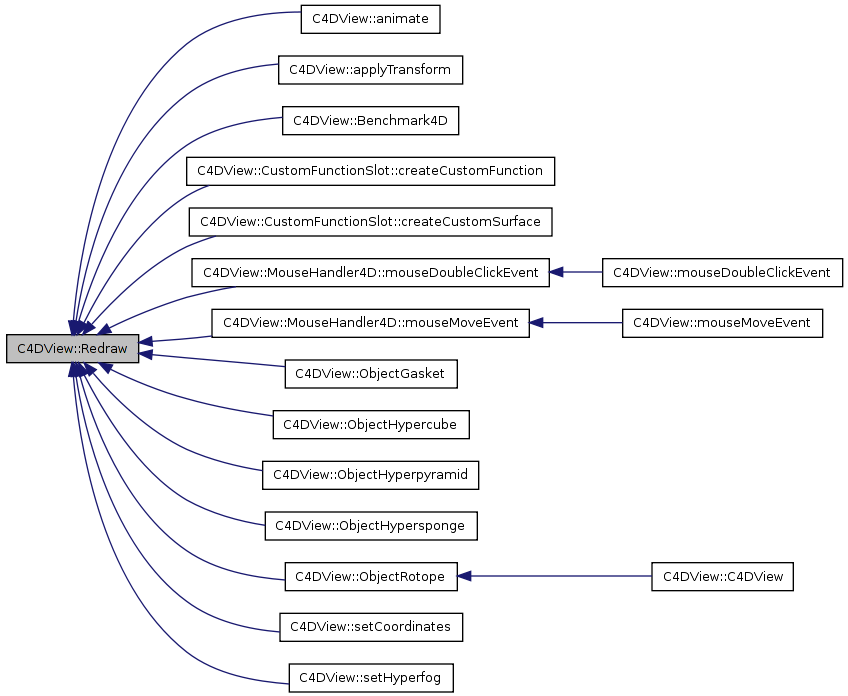 C4DView::animate
C4DView::applyTransform
C4DView::Benchmark4D
C4DView::CustomFunctionSlot::createCustomFunction
C4DView::CustomFunctionSlot::createCustomSurface
C4DView::MouseHandler4D::mouseDoubleClickEvent
C4DView::mouseDoubleClickEvent
C4DView::MouseHandler4D::mouseMoveEvent
C4DView::mouseMoveEvent
C4DView::Redraw
C4DView::ObjectGasket
C4DView::ObjectHypercube
C4DView::ObjectHyperpyramid
C4DView::ObjectHypersponge
C4DView::ObjectRotope
C4DView::C4DView
C4DView::setCoordinates
C4DView::setHyperfog